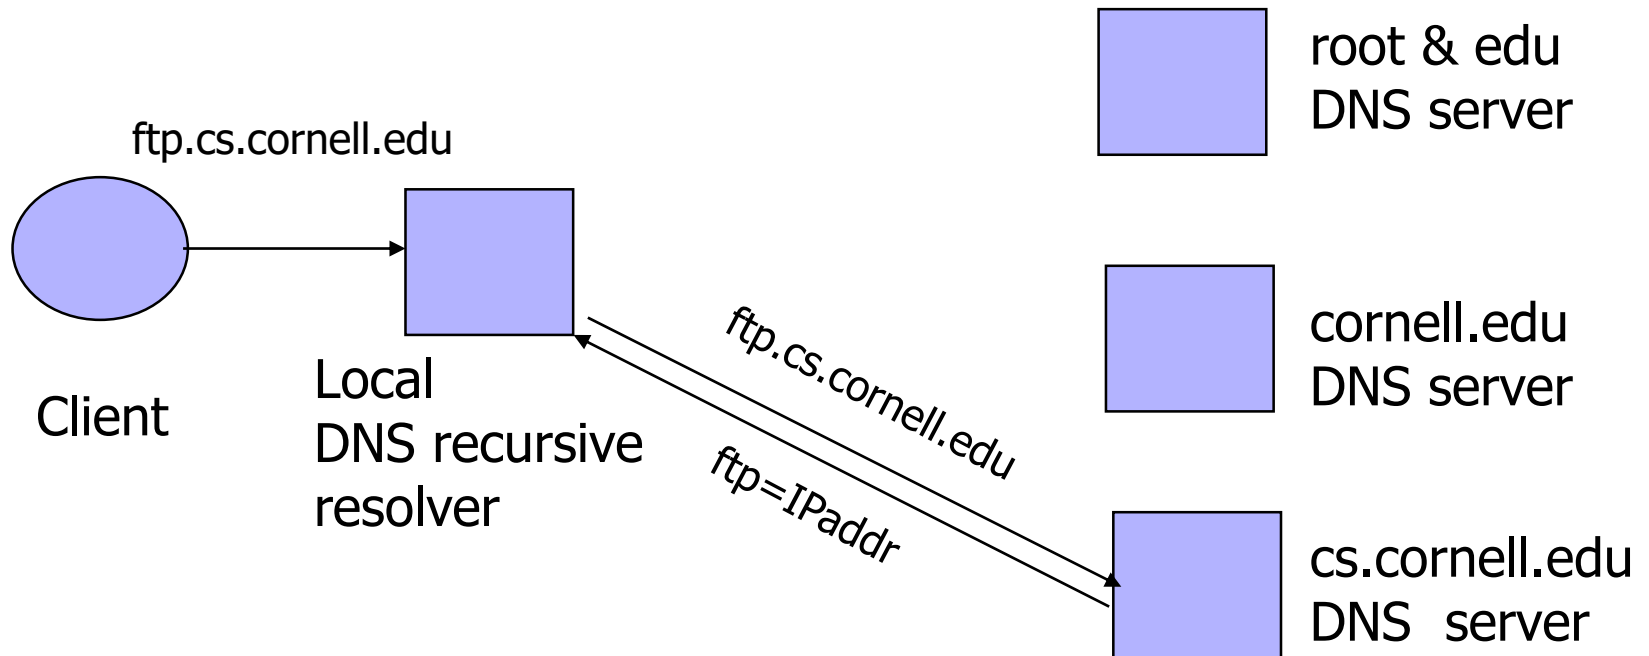 root & edu
DNS server
ftp.cs.cornell.edu
Client
Local
DNS recursive
resolver
ftp.cs.cornell.edu
ftp=IPaddr
cornell.edu
DNS server
cs.cornell.edu
DNS server